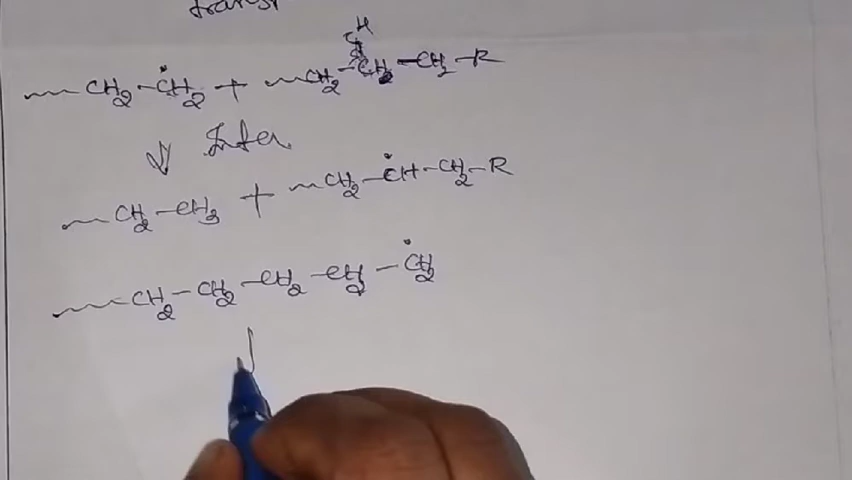 H
~~ CH2 - ĊH2 + ~~ CH2 - CH2 - CH2 - R
Inter
~~ CH2 - CH3 + ~ CH2 - ĊH - CH2 - R
~~ CH2 - CH2 - CH2 - CH2 - ĊH2